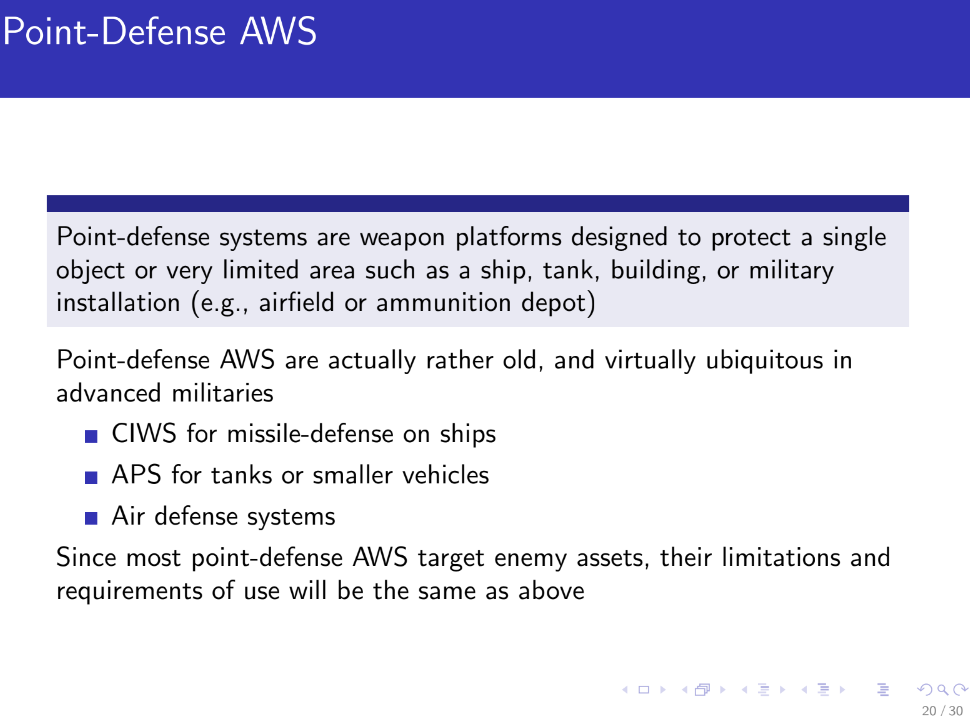 Point-Defense AWS
Point-defense systems are weapon platforms designed to protect a single
object or very limited area such as a ship, tank, building, or military
installation (e.g., airfield or ammunition depot)
Point-defense AWS are actually rather old, and virtually ubiquitous in
advanced militaries
CIWS for missile-defense on ships
APS for tanks or smaller vehicles
Air defense systems
Since most point-defense AWS target enemy assets, their limitations and
requirements of use will be the same as above
20 / 30